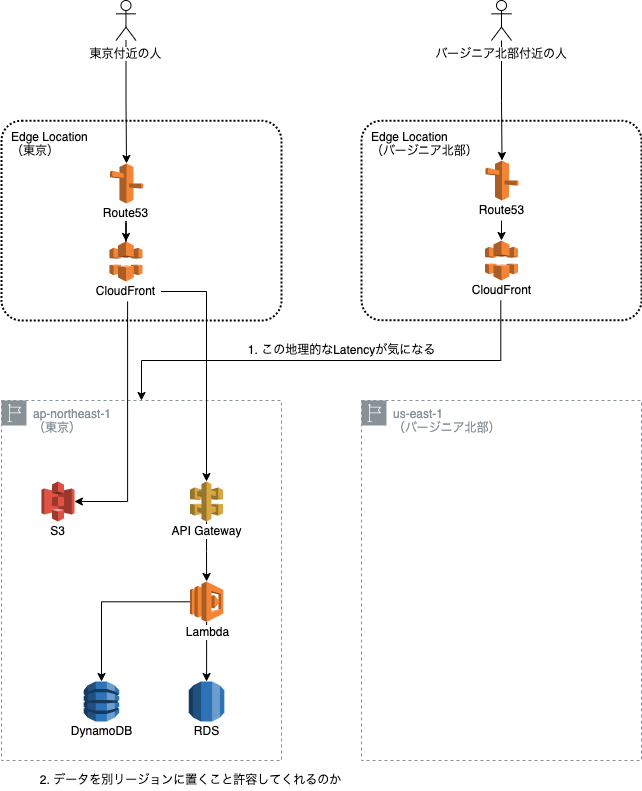 東京付近の人
バージニア北部付近の人
Edge Location
（東京）
Route53
CloudFront
Edge Location
（バージニア北部）
Route53
CloudFront
1. この地理的なLatencyが気になる
ap-northeast-1
（東京）
S3
API Gateway
Lambda
DynamoDB
RDS
us-east-1
（バージニア北部）
2. データを別リージョンに置くこと許容してくれるのか